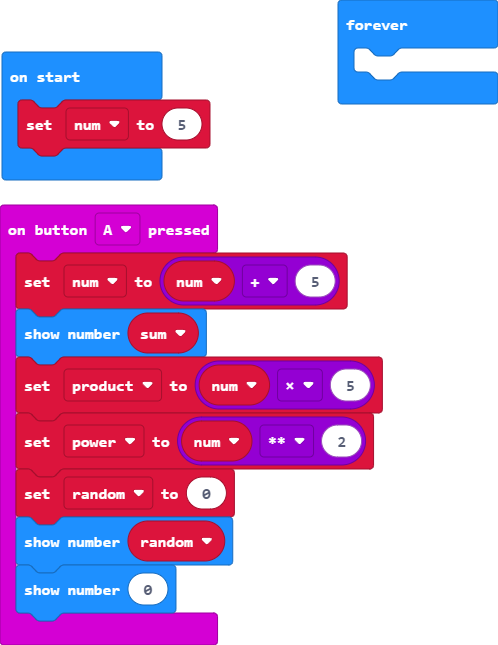 forever
on start
set num to 5
on button A pressed
set num to num + 5
show number sum
set product to num × 5
set power to num ** 2
set random to 0
show number random
show number 0